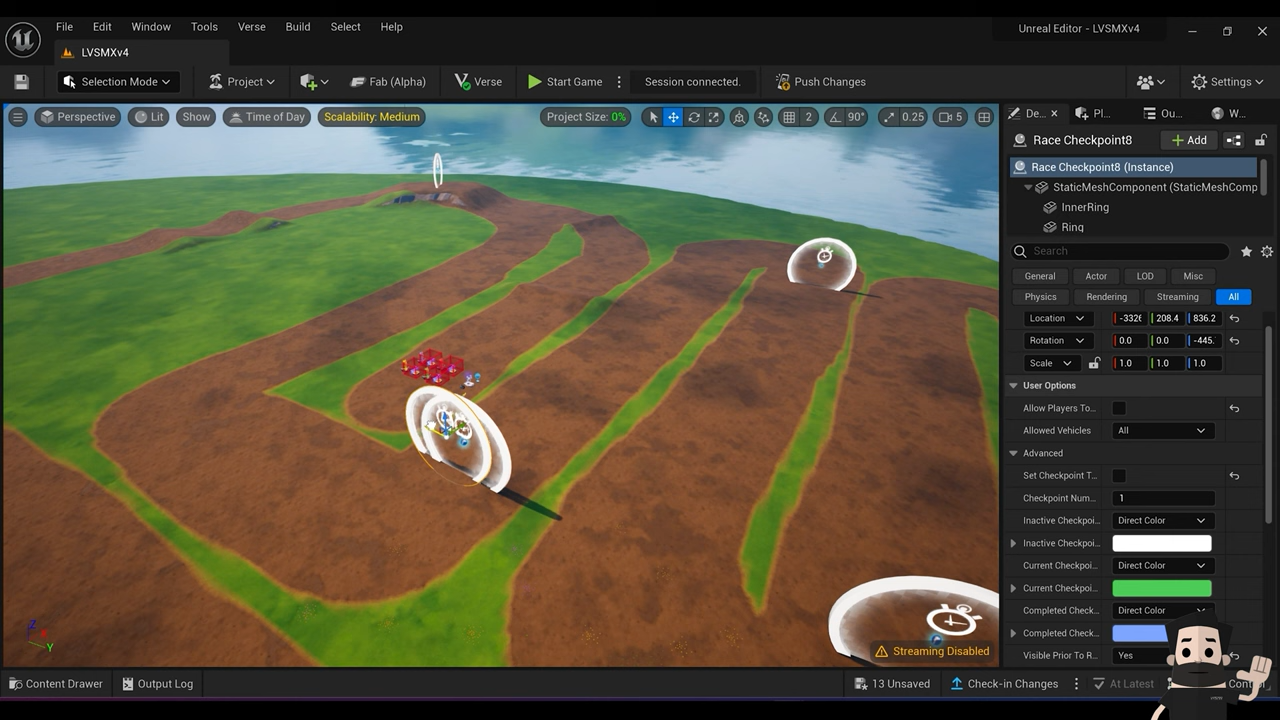 File Edit Window Tools Verse Build Select Help
Unreal Editor - LVSMXv4
LVSMXv4
Selection Mode Project Fab (Alpha) Verse Start Game Session connected. Push Changes Settings
Perspective Lit Show Time of Day Scalability: Medium Project Size: 0% 2 90° 0.25 5
De... Pl... Ou... W...
Race Checkpoint8 Add
Race Checkpoint8 (Instance)
StaticMeshComponent (StaticMeshComp
InnerRing
Ring
Search
General Actor LOD Misc
Physics Rendering Streaming All
Location -3326 208.4 836.2
Rotation 0.0 0.0 -445.
Scale 1.0 1.0 1.0
User Options
Allow Players To...
Allowed Vehicles All
Advanced
Set Checkpoint T...
Checkpoint Num... 1
Inactive Checkpoi... Direct Color
Inactive Checkpoi...
Current Checkpoi... Direct Color
Current Checkpoi...
Completed Check... Direct Color
Completed Check...
Visible Prior To R... Yes
Z
Y
Streaming Disabled
Content Drawer Output Log 13 Unsaved Check-in Changes At Latest